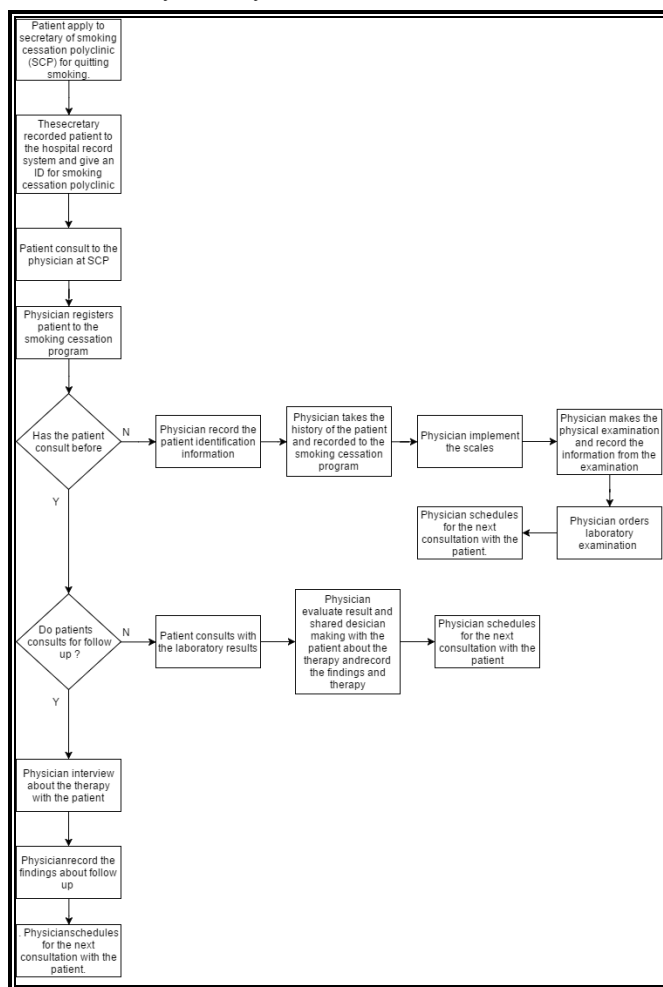 Patient apply to
secretary of smoking
cessation polyclinic
(SCP) for quitting
smoking.
Thesecretary
recorded patient to
the hospital record
system and give an
ID for smoking
cessation polyclinic
Patient consult to the
physician at SCP
Physician registers
patient to the
smoking cessation
program
Has the patient
consult before
N
Physician record the
patient identification
information
Physician takes the
history of the patient
and recorded to the
smoking cessation
program
Physician implement
the scales
Physician makes the
physical examination
and record the
information from the
examination
Y
Physician orders
laboratory
examination
Physician schedules
for the next
consultation with the
patient.
Do patients
consults for follow
up ?
N
Patient consults with
the laboratory results
Physician
evaluate result and
shared desician
making with the
patient about the
therapy andrecord
the findings and
therapy
Physician schedules
for the next
consultation with the
patient
Y
Physician interview
about the therapy
with the patient
Physicianrecord the
findings about follow
up
. Physicianschedules
for the next
consultation with the
patient.